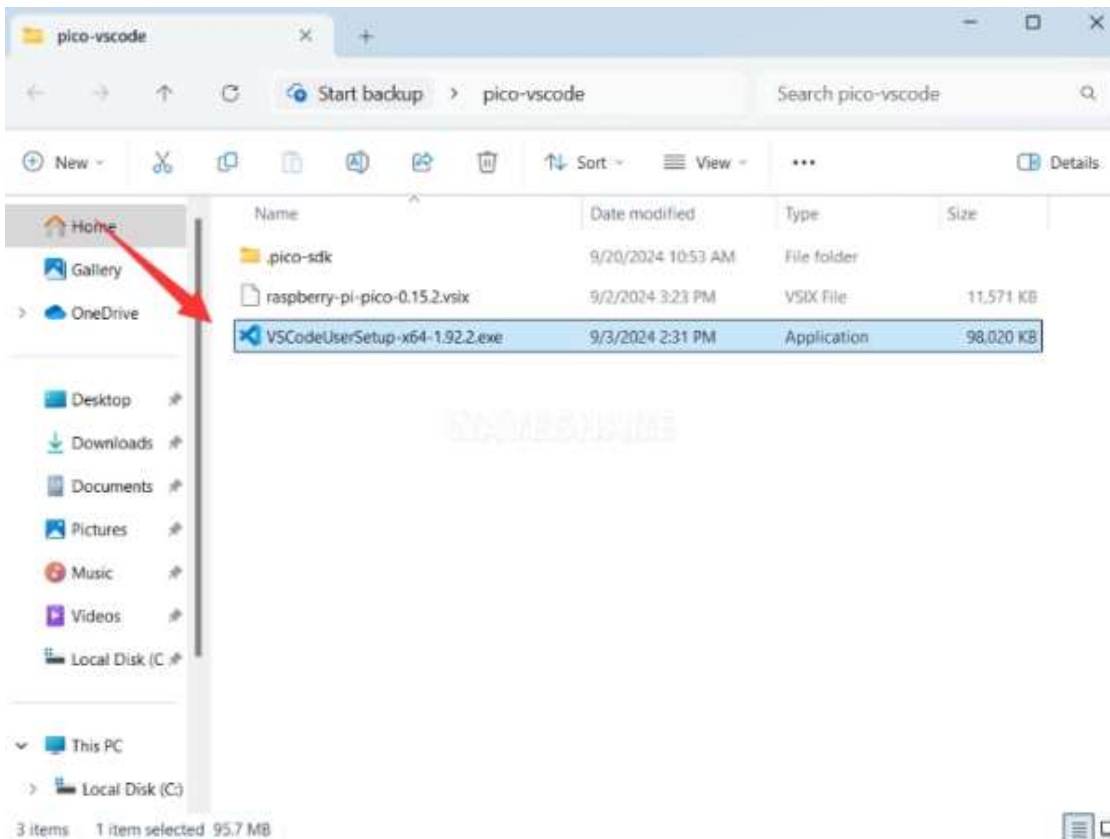 pico-vscode
Start backup > pico-vscode
Search pico-vscode
New
Sort
View
Details
Name Date modified Type Size
.pico-sdk 9/20/2024 10:53 AM File folder
raspberry-pi-pico-0.15.2.vsix 9/2/2024 3:23 PM VSIX File 11,571 KB
VSCodeUserSetup-x64-1.92.2.exe 9/3/2024 2:31 PM Application 98,020 KB
Home
Gallery
OneDrive
Desktop
Downloads
Documents
Pictures
Music
Videos
Local Disk (C
This PC
Local Disk (C:)
WAVESHARE
3 items 1 item selected 95.7 MB